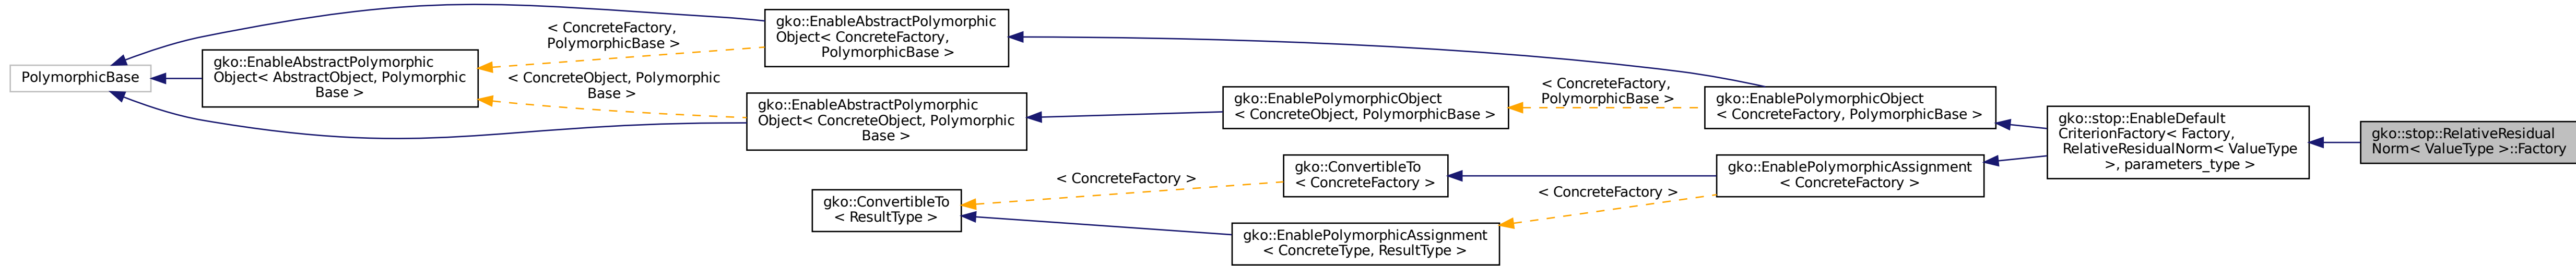 PolymorphicBase
gko::EnableAbstractPolymorphic
Object< AbstractObject, Polymorphic
Base >
< ConcreteFactory,
PolymorphicBase >
< ConcreteObject, Polymorphic
Base >
gko::EnableAbstractPolymorphic
Object< ConcreteFactory,
PolymorphicBase >
gko::EnableAbstractPolymorphic
Object< ConcreteObject, Polymorphic
Base >
gko::ConvertibleTo
< ResultType >
< ConcreteFactory >
gko::EnablePolymorphicObject
< ConcreteObject, PolymorphicBase >
gko::ConvertibleTo
< ConcreteFactory >
gko::EnablePolymorphicAssignment
< ConcreteType, ResultType >
< ConcreteFactory,
PolymorphicBase >
< ConcreteFactory >
gko::EnablePolymorphicObject
< ConcreteFactory, PolymorphicBase >
gko::EnablePolymorphicAssignment
< ConcreteFactory >
gko::stop::EnableDefault
CriterionFactory< Factory,
RelativeResidualNorm< ValueType
>, parameters_type >
gko::stop::RelativeResidual
Norm< ValueType >::Factory